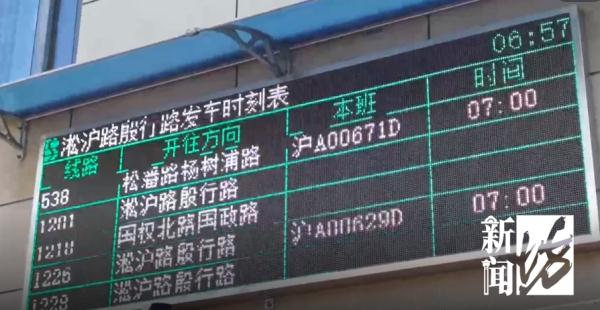 06:57
淞沪路殷行路发车时刻表
线路 开往方向 本班 时间
538 松潘路杨树浦路 沪A00671D 07:00
1201 淞沪路殷行路
1218 国权北路国政路
1226 淞沪路殷行路 沪A00629D 07:00
1228 淞沪路殷行路
新闻